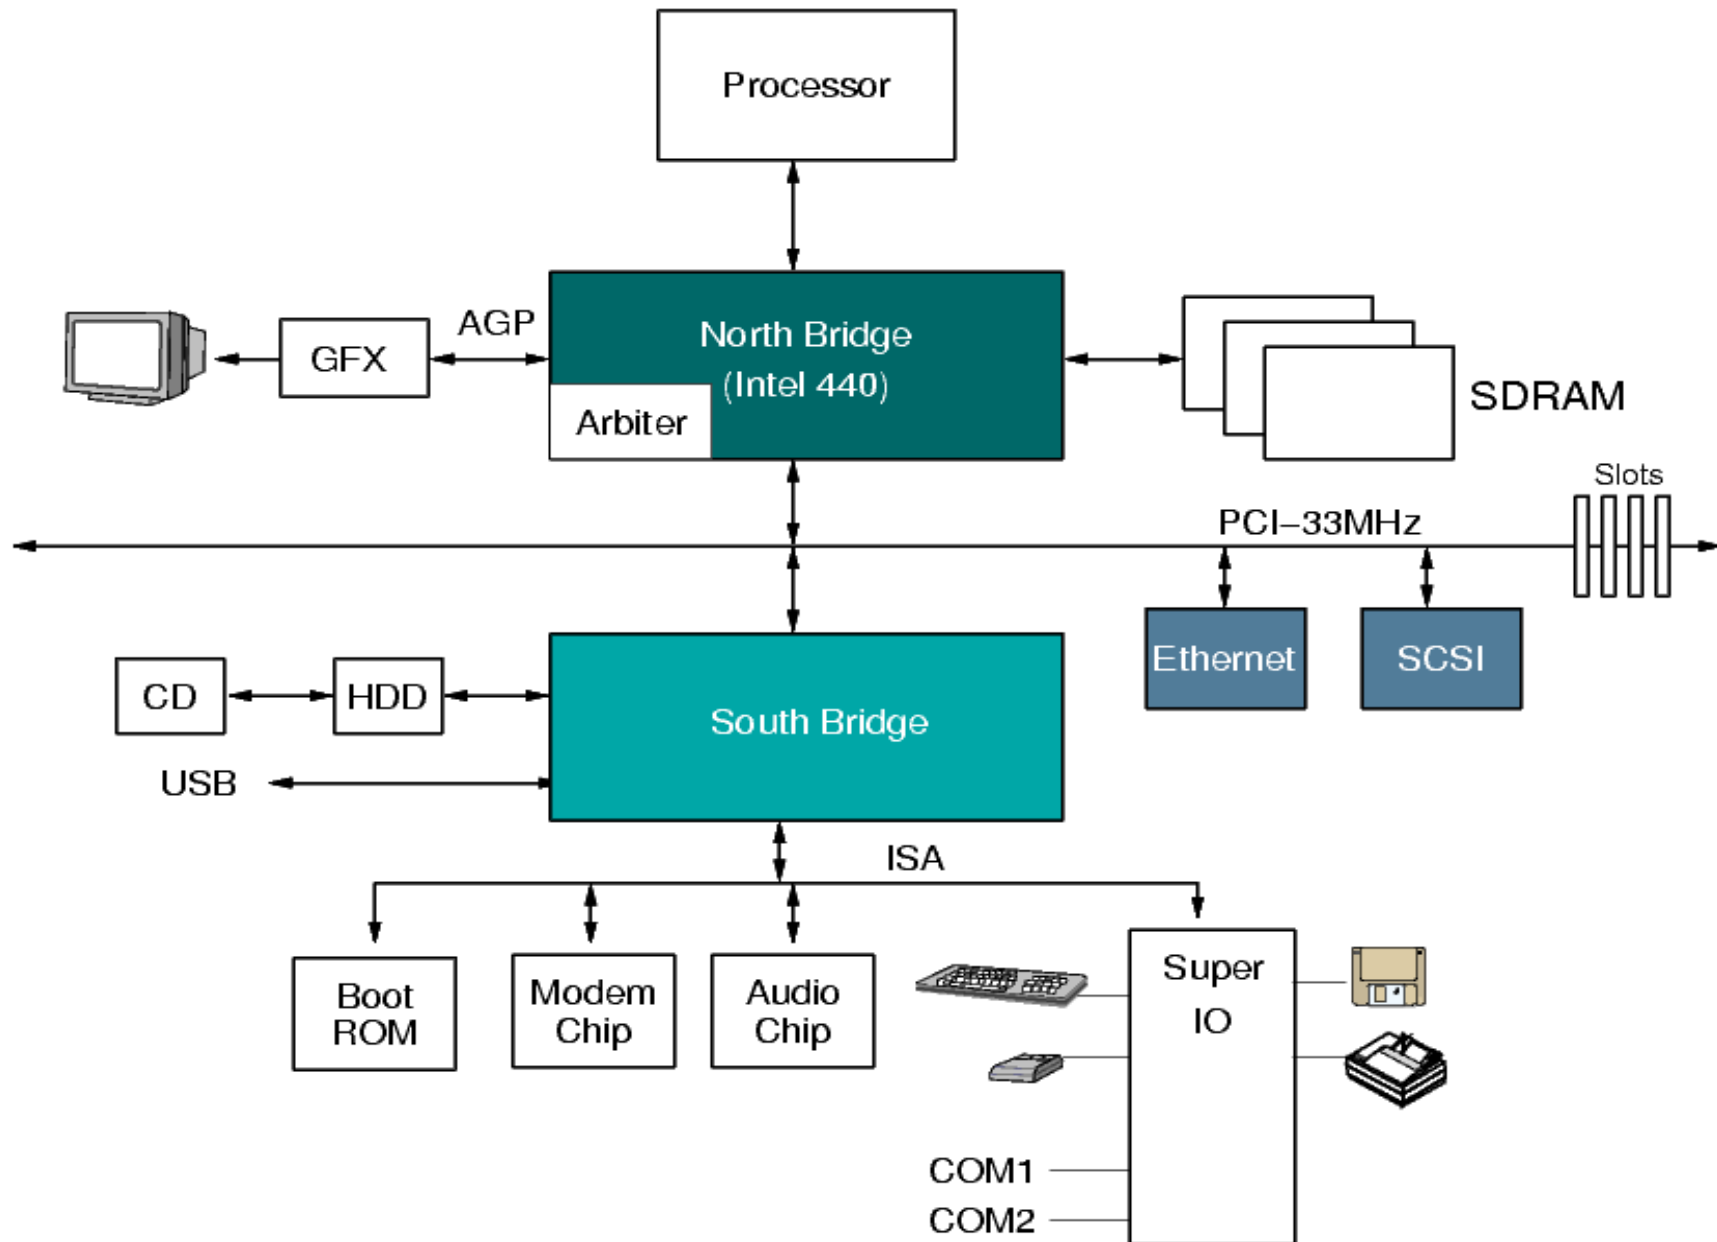 Processor
AGP
GFX
North Bridge
(Intel 440)
Arbiter
SDRAM
Slots
PCI–33MHz
Ethernet
SCSI
CD
HDD
South Bridge
USB
ISA
Boot
ROM
Modem
Chip
Audio
Chip
Super
IO
COM1
COM2